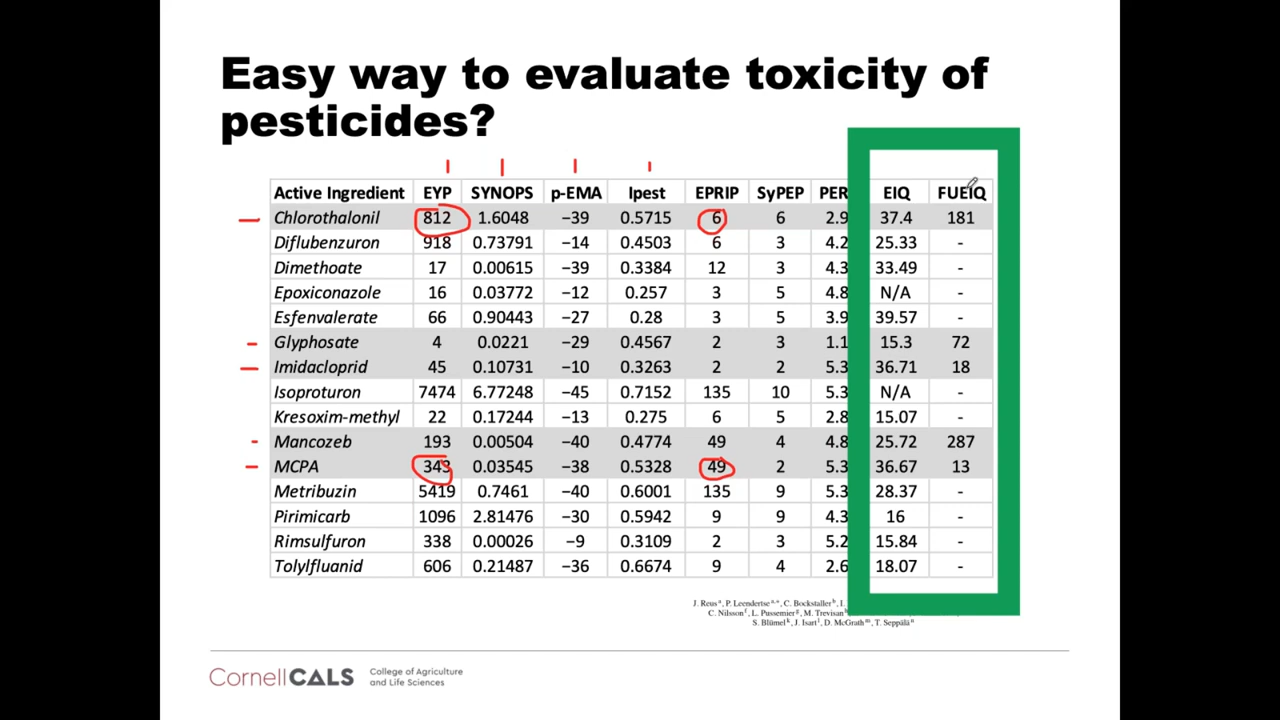 Easy way to evaluate toxicity of
pesticides?
Active Ingredient EYP SYNOPS p-EMA Ipest EPRIP SyPEP PER EIQ FUEIQ
Chlorothalonil 812 1.6048 −39 0.5715 6 6 2.9 37.4 181
Diflubenzuron 918 0.73791 −14 0.4503 6 3 4.2 25.33 -
Dimethoate 17 0.00615 −39 0.3384 12 3 4.3 33.49 -
Epoxiconazole 16 0.03772 −12 0.257 3 5 4.8 N/A -
Esfenvalerate 66 0.90443 −27 0.28 3 5 3.9 39.57 -
Glyphosate 4 0.0221 −29 0.4567 2 3 1.1 15.3 72
Imidacloprid 45 0.10731 −10 0.3263 2 2 5.3 36.71 18
Isoproturon 7474 6.77248 −45 0.7152 135 10 5.3 N/A -
Kresoxim-methyl 22 0.17244 −13 0.275 6 5 2.8 15.07 -
Mancozeb 193 0.00504 −40 0.4774 49 4 4.8 25.72 287
MCPA 343 0.03545 −38 0.5328 49 2 5.3 36.67 13
Metribuzin 5419 0.7461 −40 0.6001 135 9 5.3 28.37 -
Pirimicarb 1096 2.81476 −30 0.5942 9 9 4.3 16 -
Rimsulfuron 338 0.00026 −9 0.3109 2 3 5.2 15.84 -
Tolylfluanid 606 0.21487 −36 0.6674 9 4 2.6 18.07 -
J. Reus a, P. Leendertse a,*, C. Bockstaller b, I.
C. Nilsson f, L. Pussemier g, M. Trevisan
S. Blümel k, J. Isart l, D. McGrath m, T. Seppälä n
CornellCALS College of Agriculture
and Life Sciences